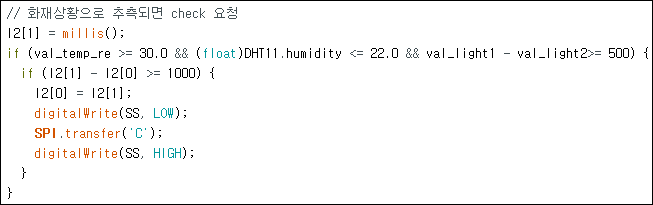 // 화재상황으로 추측되면 check 요청
l2[1] = millis();
if (val_temp_re >= 30.0 && (float)DHT11.humidity <= 22.0 && val_light1 - val_light2>= 500) {
  if (l2[1] - l2[0] >= 1000) {
    l2[0] = l2[1];
    digitalWrite(SS, LOW);
    SPI.transfer('C');
    digitalWrite(SS, HIGH);
  }
}